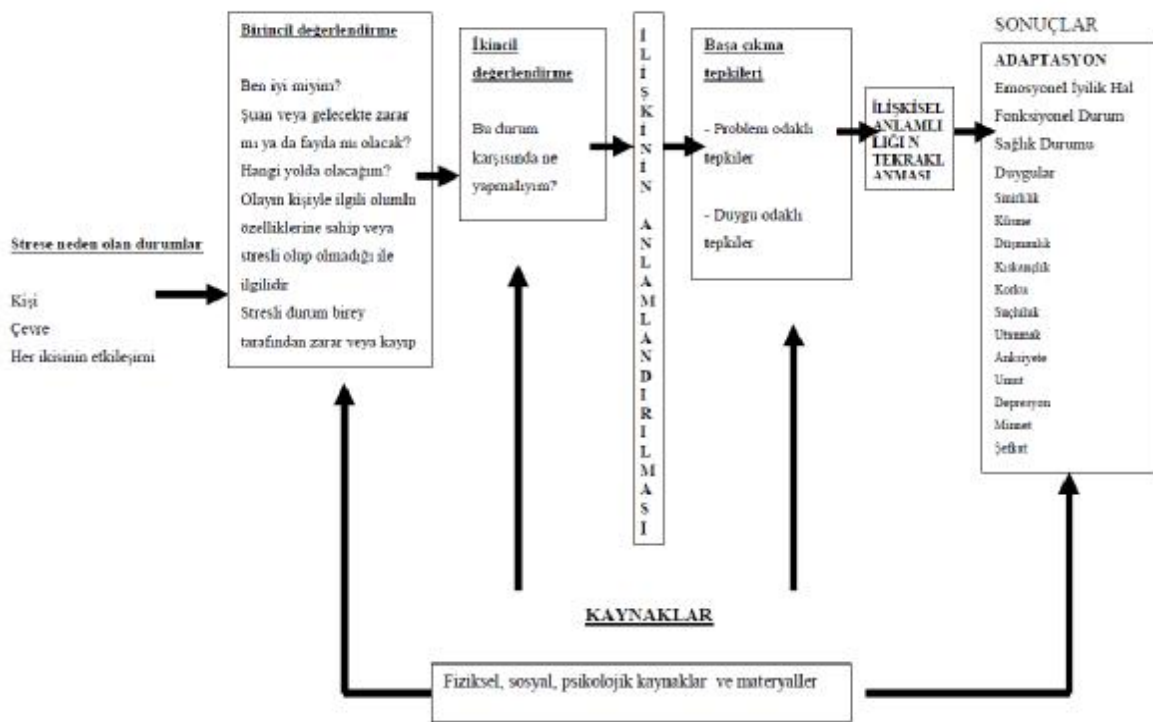 Strese neden olan durumlar
Kişi
Çevre
Her ikisinin etkileşimi
Birincil değerlendirme
Ben iyi miyim?
Şuan veya gelecekte zarar
mı ya da fayda mı olacak?
Hangi yolda olacağım?
Olayın kişiyle ilgili olumlu
özelliklerine sahip veya
stresli olup olmadığı ile
ilgilidir
Stresli durum birey
tarafından zarar veya kayıp
İkincil
değerlendirme
Bu durum
karşısında ne
yapmalıyım?
İLİŞKİNİN ANLAMLANDIRILMASİ
Başa çıkma
tepkileri
- Problem odaklı
tepkiler
- Duygu odaklı
tepkiler
İLİŞKİSEL
ANLAMLI
LIĞI N
TEKRAKL
ANMASI
SONUÇLAR
ADAPTASYON
Emosyonel İyilik Hal
Fonksiyonel Durum
Sağlık Durumu
Duygular
Sinirlilik
Küsme
Düşmanlık
Kıskançlık
Korku
Suçluluk
Utanmak
Anksiyete
Umut
Depresyon
Minnet
Şefkat
KAYNAKLAR
Fiziksel, sosyal, psikolojik kaynaklar ve materyaller